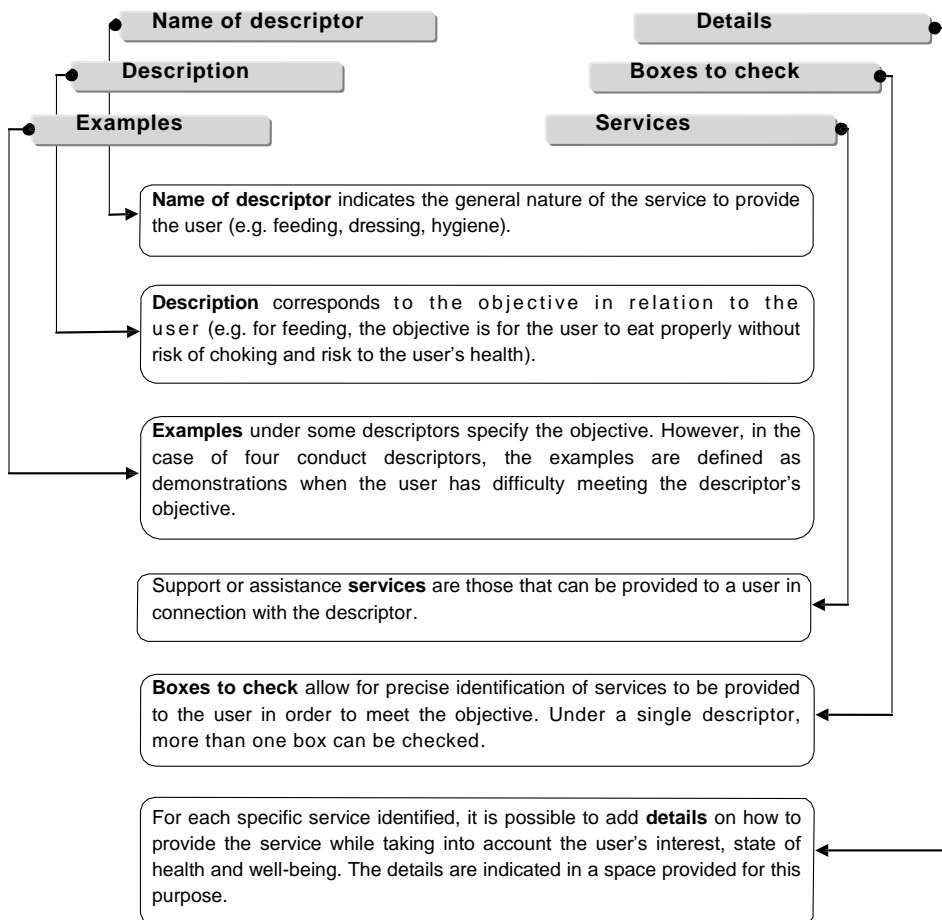 Name of descriptor
Details
Description
Boxes to check
Examples
Services
Name of descriptor indicates the general nature of the service to provide
the user (e.g. feeding, dressing, hygiene).
Description corresponds to the objective in relation to the
user (e.g. for feeding, the objective is for the user to eat properly without
risk of choking and risk to the user's health).
Examples under some descriptors specify the objective. However, in the
case of four conduct descriptors, the examples are defined as
demonstrations when the user has difficulty meeting the descriptor's
objective.
Support or assistance services are those that can be provided to a user in
connection with the descriptor.
Boxes to check allow for precise identification of services to be provided
to the user in order to meet the objective. Under a single descriptor,
more than one box can be checked.
For each specific service identified, it is possible to add details on how to
provide the service while taking into account the user's interest, state of
health and well-being. The details are indicated in a space provided for this
purpose.